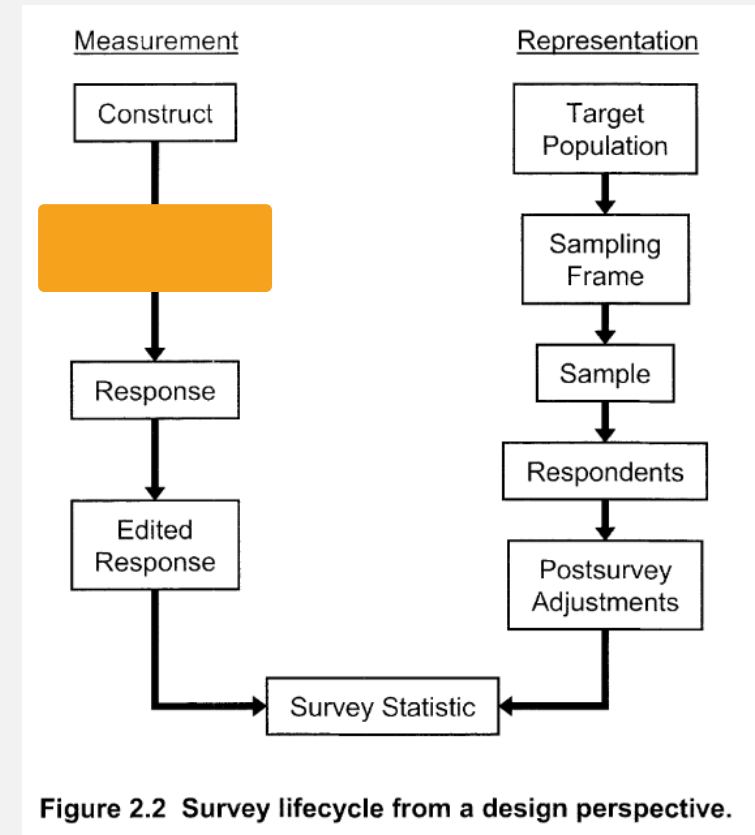 Measurement
Representation
Construct
Target
Population
Sampling
Frame
Response
Sample
Respondents
Edited
Response
Postsurvey
Adjustments
Survey Statistic
Figure 2.2 Survey lifecycle from a design perspective.